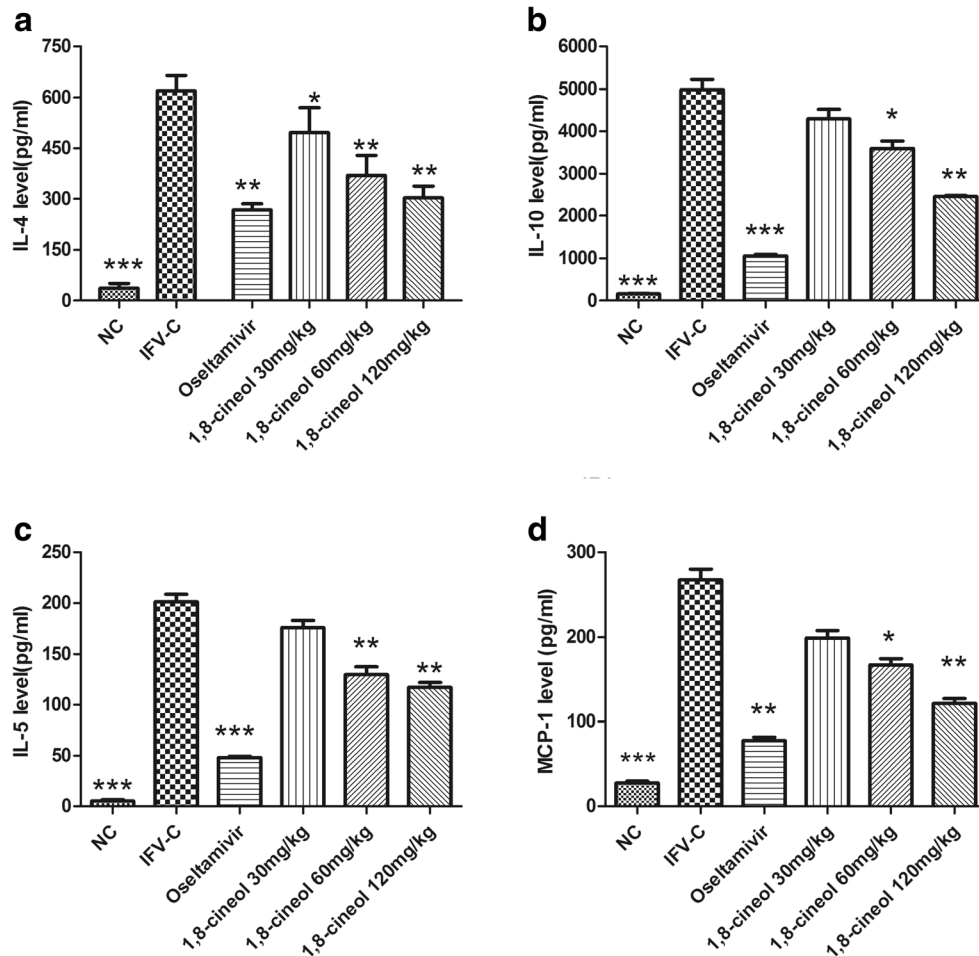 a
IL-4 level(pg/ml)
750
600
450
300
150
0
***
**
*
**
**
NC
IFV-C
Oseltamivir
1,8-cineol 30mg/kg
1,8-cineol 60mg/kg
1,8-cineol 120mg/kg
b
IL-10 level(pg/ml)
6000
5000
4000
3000
2000
1000
0
***
***
*
**
NC
IFV-C
Oseltamivir
1,8-cineol 30mg/kg
1,8-cineol 60mg/kg
1,8-cineol 120mg/kg
c
IL-5 level(pg/ml)
250
200
150
100
50
0
***
***
**
**
NC
IFV-C
Oseltamivir
1,8-cineol 30mg/kg
1,8-cineol 60mg/kg
1,8-cineol 120mg/kg
d
MCP-1 level (pg/ml)
300
200
100
0
***
**
*
**
NC
IFV-C
Oseltamivir
1,8-cineol 30mg/kg
1,8-cineol 60mg/kg
1,8-cineol 120mg/kg